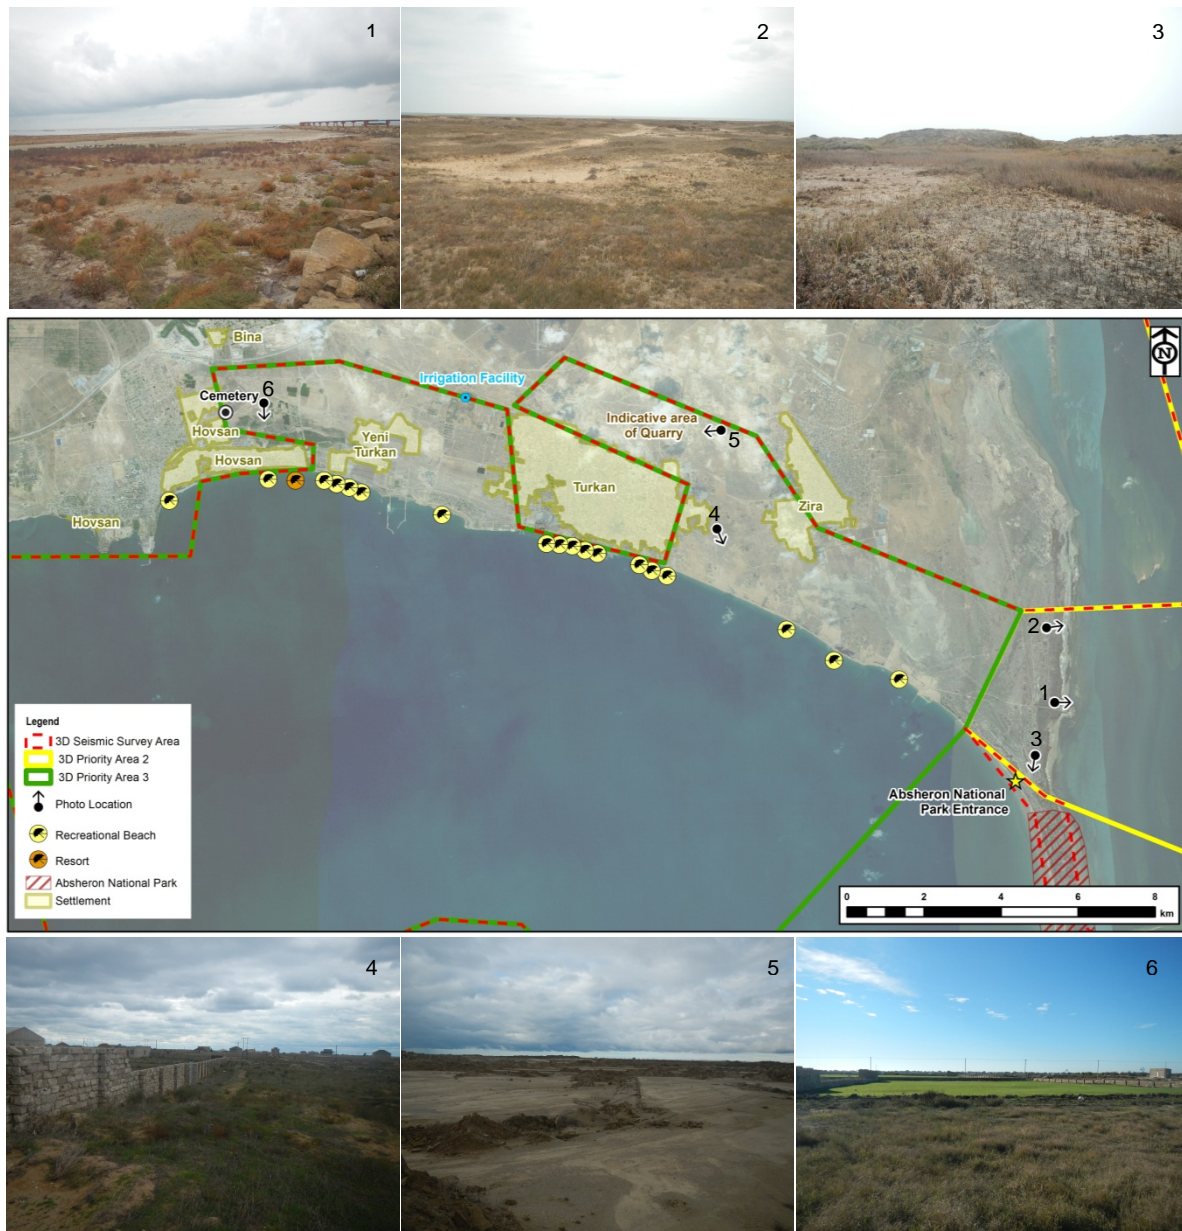 1
2
3
Bina
Irrigation Facility
Cemetery
6
Indicative area
of Quarry
5
Hovsan
Yeni
Turkan
Hovsan
Turkan
Zira
Hovsan
4
2
1
3
Absheron National
Park Entrance
N
Legend
3D Seismic Survey Area
3D Priority Area 2
3D Priority Area 3
Photo Location
Recreational Beach
Resort
Absheron National Park
Settlement
0 2 4 6 8
km
4
5
6